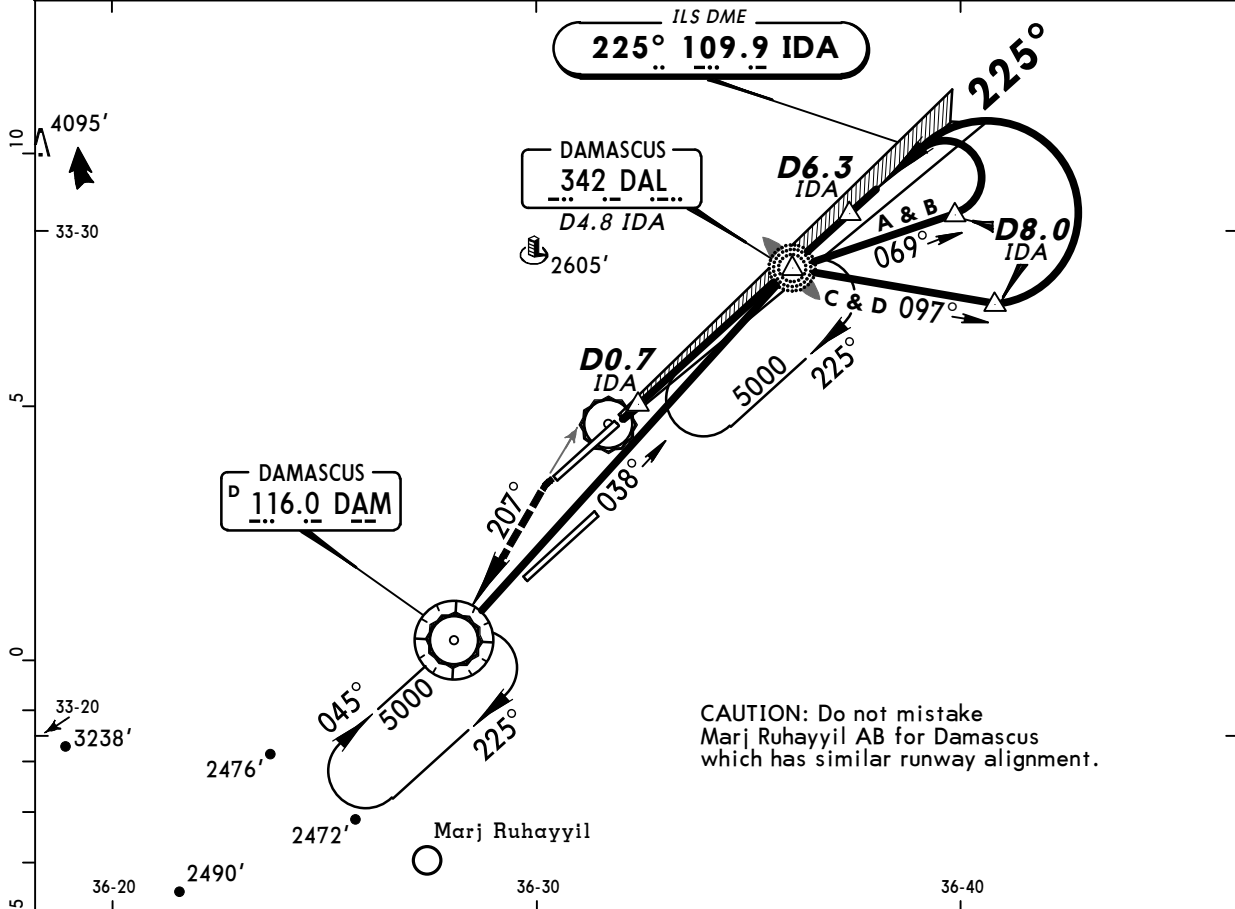 ILS DME
225° 109.9 IDA
225°
4095'
10
DAMASCUS
342 DAL
D4.8 IDA
D6.3
IDA
A & B
069°
D8.0
IDA
33-30
2605'
C & D 097°
D0.7
IDA
5000
225°
5
038°
DAMASCUS
D 116.0 DAM
207°
0
045°
5000
225°
33-20
3238'
2476'
CAUTION: Do not mistake
Marj Ruhayyil AB for Damascus
which has similar runway alignment.
2472'
Marj Ruhayyil
2490'
36-20
36-30
36-40
5